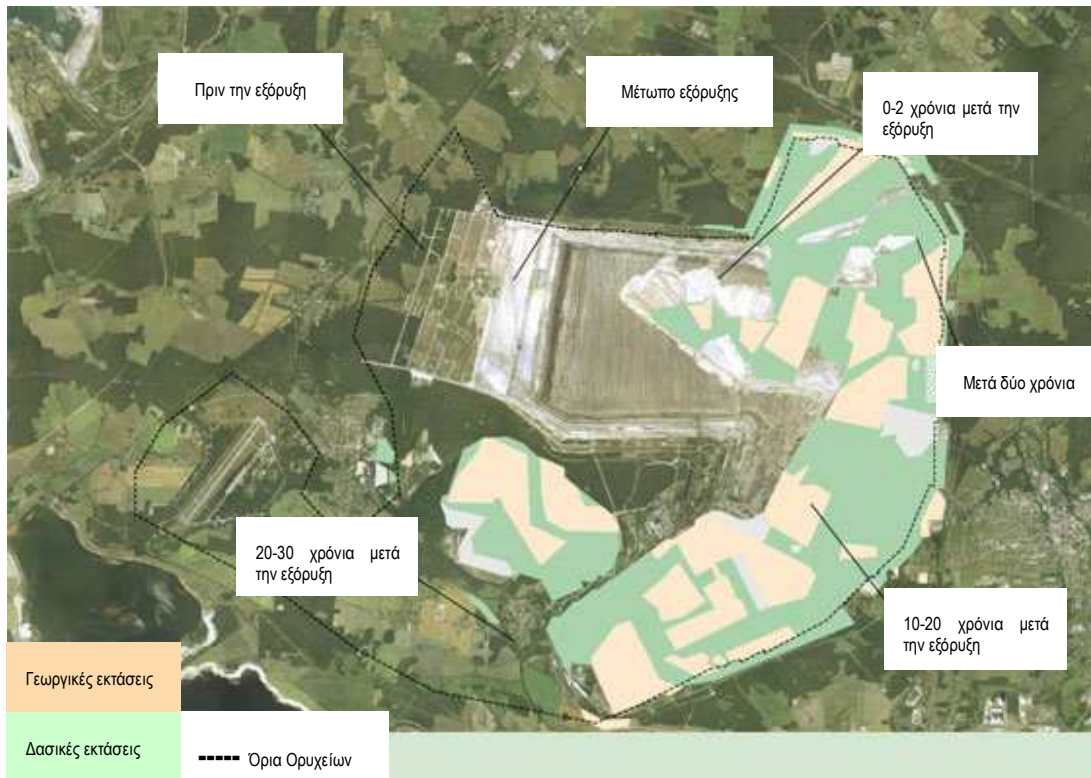 Πριν την εξόρυξη
Μέτωπο εξόρυξης
0-2 χρόνια μετά την
εξόρυξη
Μετά δύο χρόνια
20-30 χρόνια μετά
την εξόρυξη
10-20 χρόνια μετά
την εξόρυξη
Γεωργικές εκτάσεις
Δασικές εκτάσεις
Όρια Ορυχείων